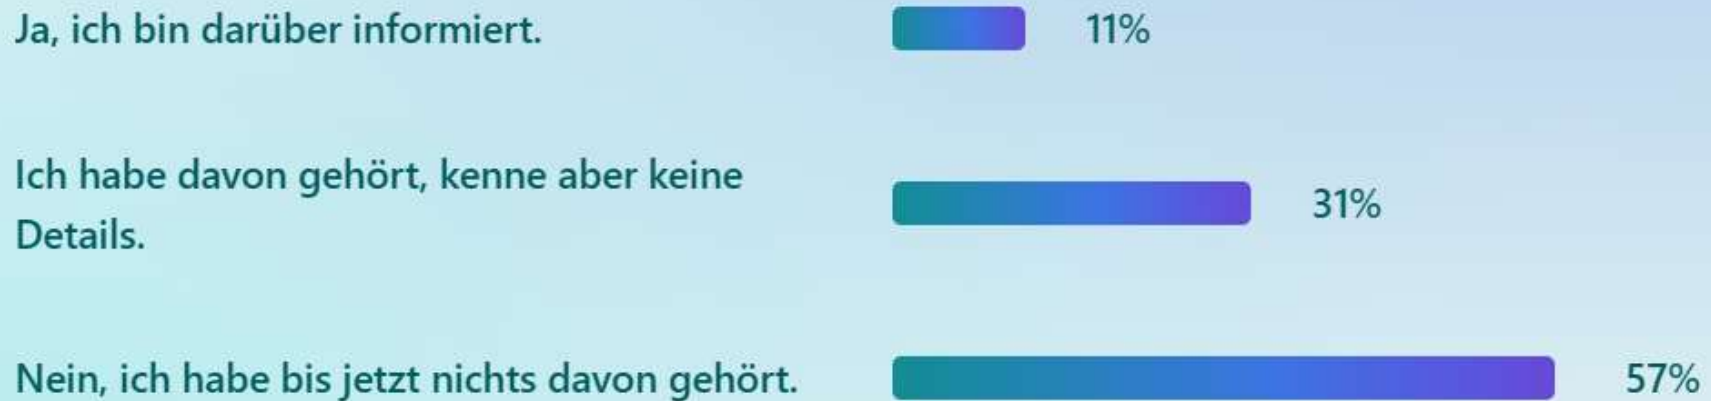 Ja, ich bin darüber informiert.
11%
Ich habe davon gehört, kenne aber keine
Details.
31%
Nein, ich habe bis jetzt nichts davon gehört.
57%